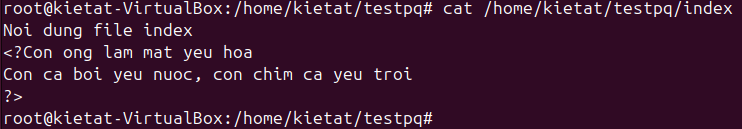 root@kietat-VirtualBox:/home/kietat/testpq# cat /home/kietat/testpq/index
Noi dung file index
<?Con ong lam mat yeu hoa
Con ca boi yeu nuoc, con chim ca yeu troi
?>
root@kietat-VirtualBox:/home/kietat/testpq#